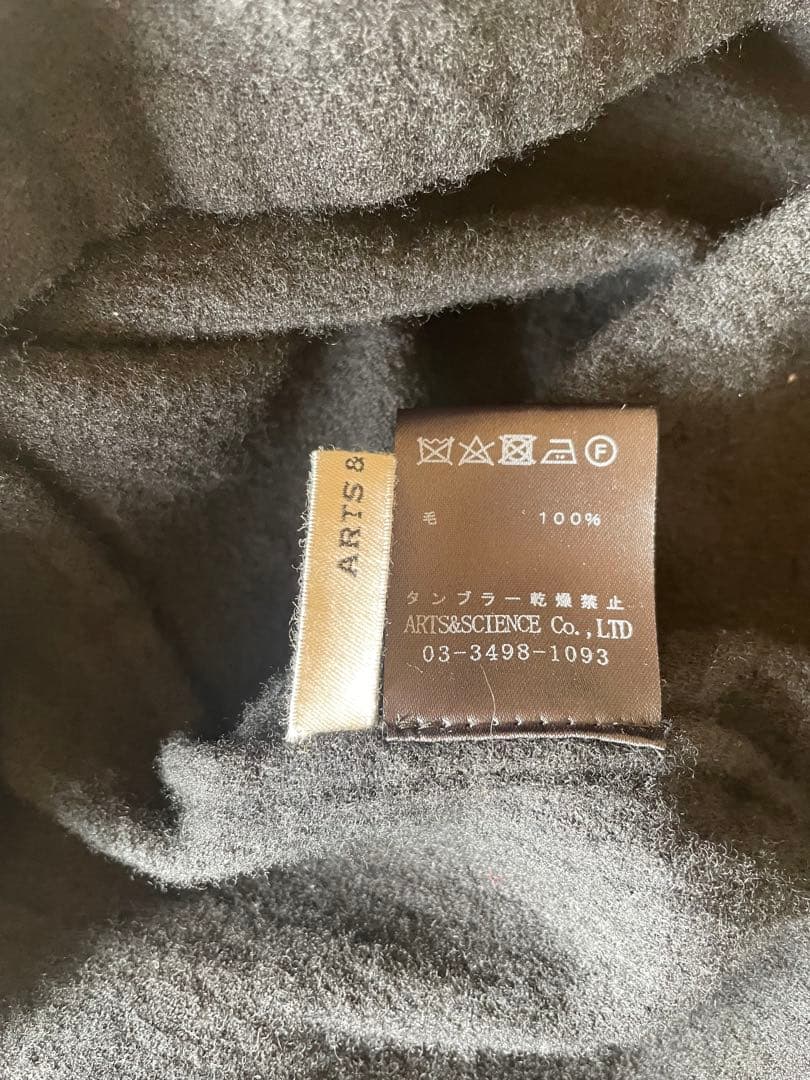 ARTS &
F
毛 100%
タンブラー乾燥禁止
ARTS&SCIENCE Co.,LTD
03-3498-1093